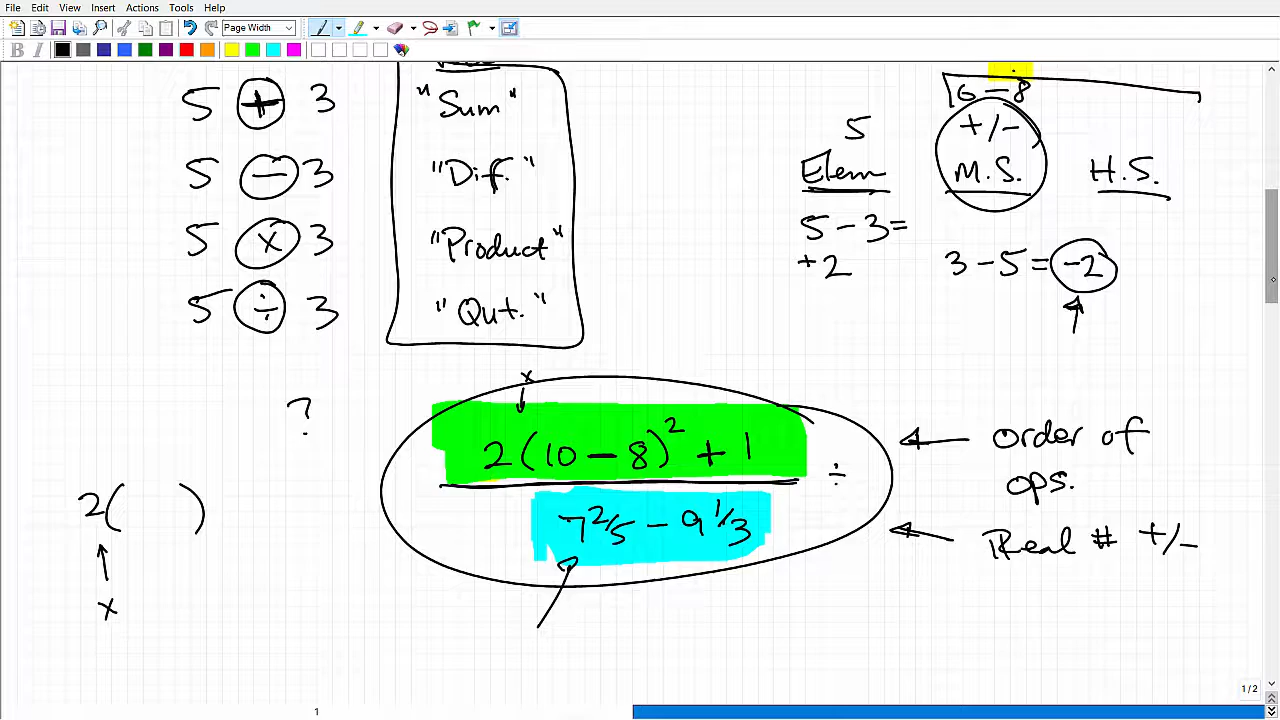 File Edit View Insert Actions Tools Help
Page Width
B I
5 + 3 "Sum"
5 − 3 "Dif."
5 × 3 "Product"
5 ÷ 3 "Qut."
16 − 8
5 +/−
Elem M.S. H.S.
5 − 3 =
+2 3 − 5 = −2
?
x
2(10 − 8)² + 1
÷
7 2/5 − 9 1/3
2( )
x
order of
ops.
Real # +/−
1/2
1